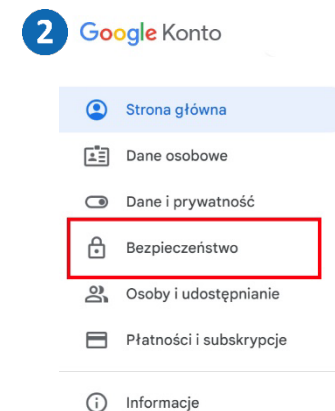 2 Google Konto
Strona główna
Dane osobowe
Dane i prywatność
Bezpieczeństwo
Osoby i udostępnianie
Płatności i subskrypcje
Informacje